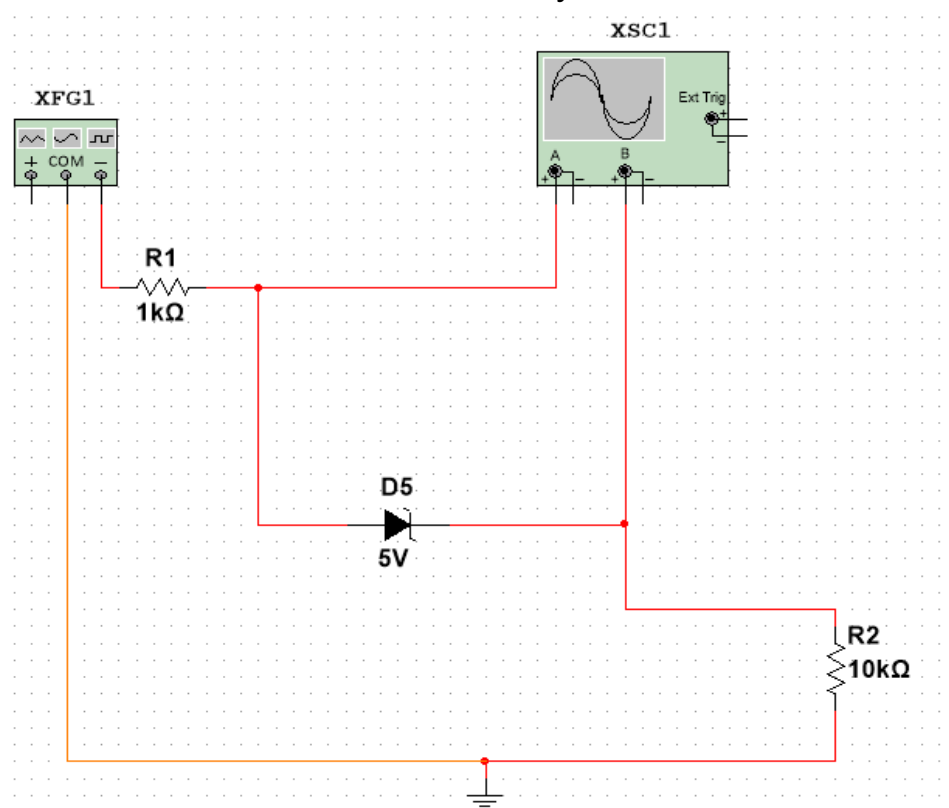 XSC1
XFG1
Ext Trig
+
−
+ COM −
A B
+ − + −
R1
1kΩ
D5
5V
R2
10kΩ